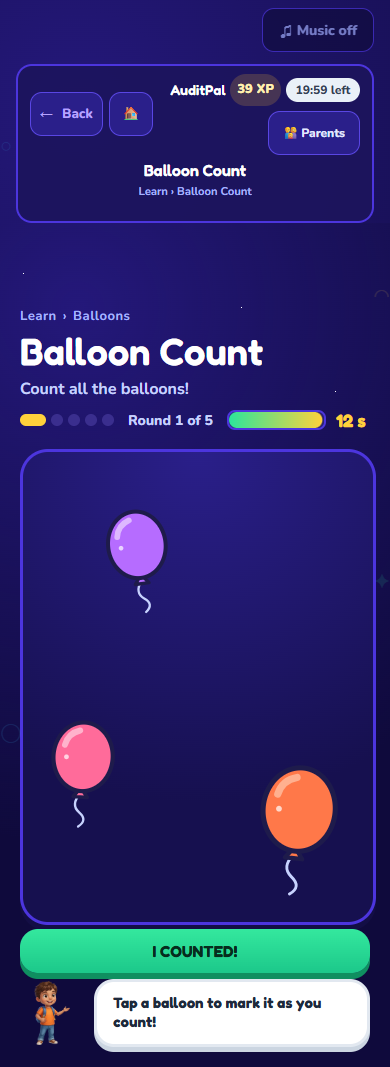 ♫ Music off
← Back
AuditPal
39 XP
19:59 left
Parents
Balloon Count
Learn › Balloon Count
Learn › Balloons
Balloon Count
Count all the balloons!
Round 1 of 5
12 s
I COUNTED!
Tap a balloon to mark it as you
count!